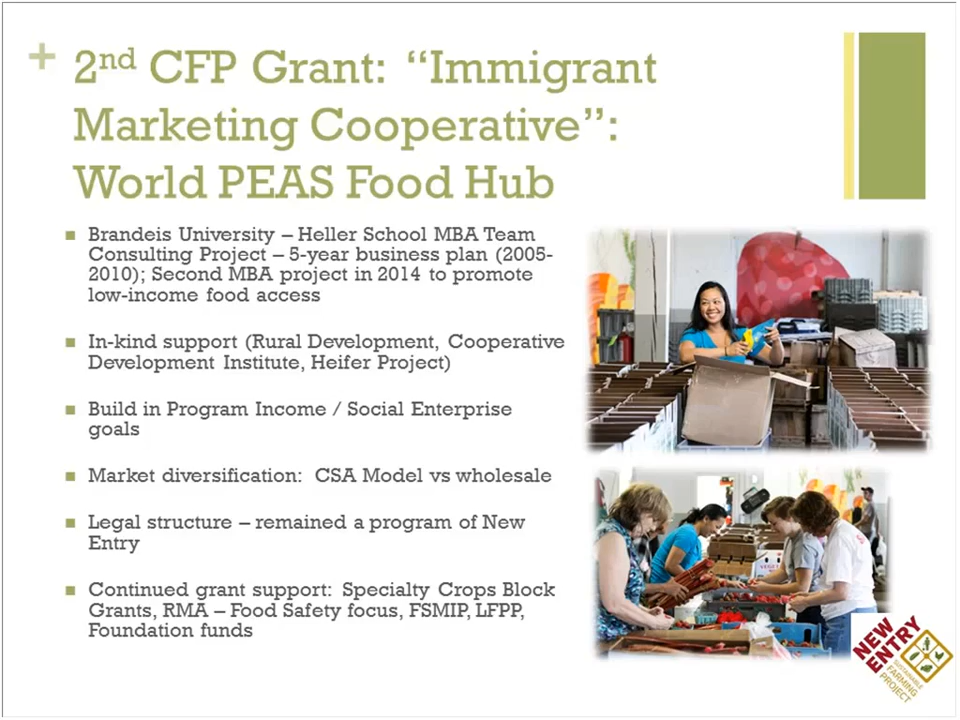 +
2nd CFP Grant: “Immigrant
Marketing Cooperative”:
World PEAS Food Hub
■ Brandeis University – Heller School MBA Team
Consulting Project – 5-year business plan (2005-
2010); Second MBA project in 2014 to promote
low-income food access
■ In-kind support (Rural Development, Cooperative
Development Institute, Heifer Project)
■ Build in Program Income / Social Enterprise
goals
■ Market diversification: CSA Model vs wholesale
■ Legal structure – remained a program of New
Entry
■ Continued grant support: Specialty Crops Block
Grants, RMA – Food Safety focus, FSMIP, LFPP,
Foundation funds
NEW
ENTRY
SUSTAINABLE
FARMING
PROJECT